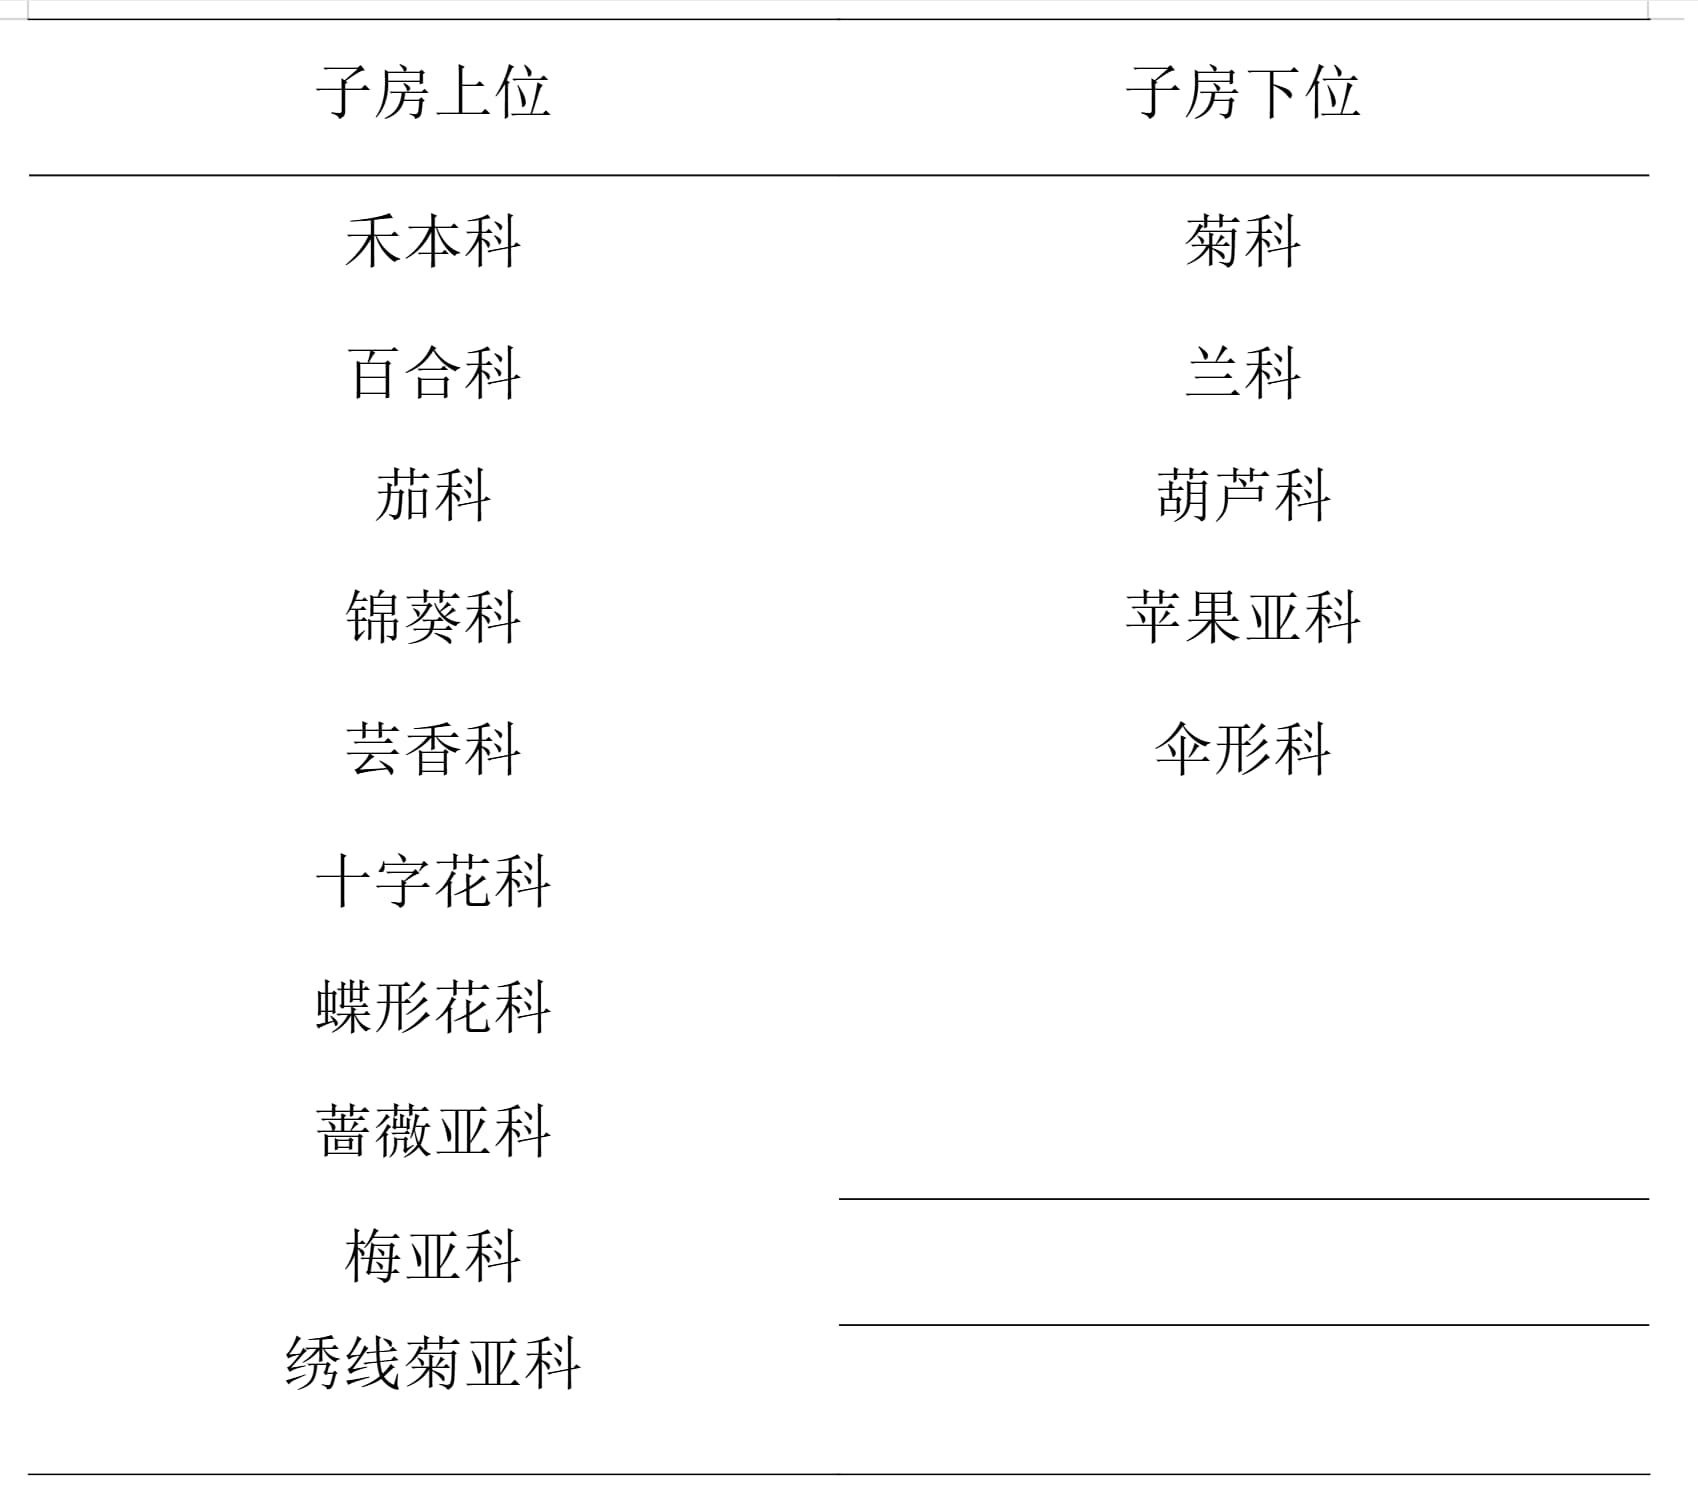 子房上位 子房下位
禾本科 菊科
百合科 兰科
茄科 葫芦科
锦葵科 苹果亚科
芸香科 伞形科
十字花科
蝶形花科
蔷薇亚科
梅亚科
绣线菊亚科